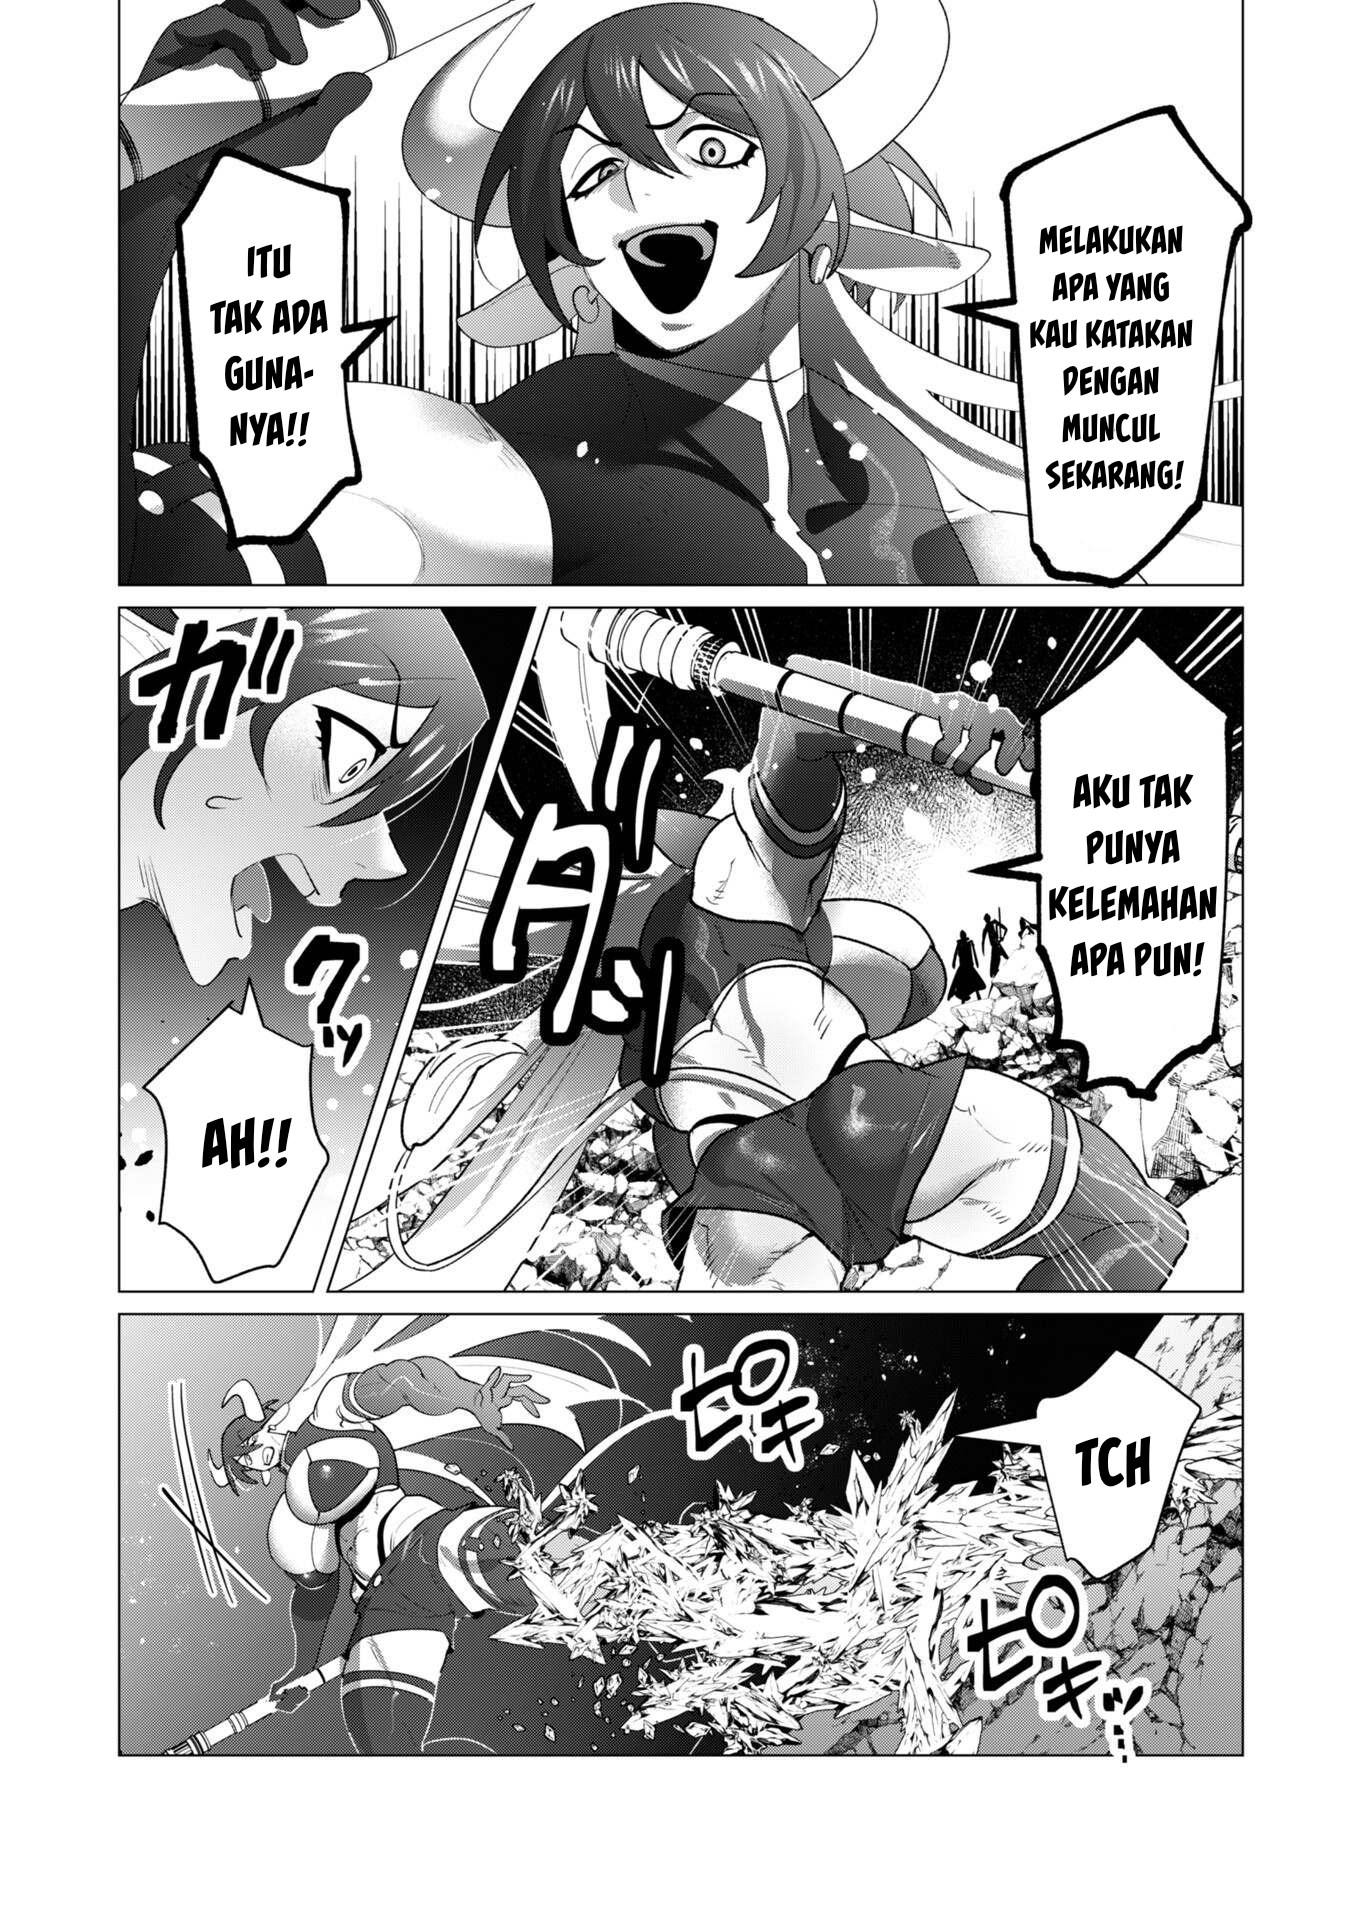 MELAKUKAN
APA YANG
KAU KATAKAN
DENGAN
MUNCUL
SEKARANG!
ITU
TAK ADA
GUNA-
NYA!!
AKU TAK
PUNYA
KELEMAHAN
APA PUN!
ダッ
ガ
クッ
AH!!
TCH
ピキ
ピキッ…